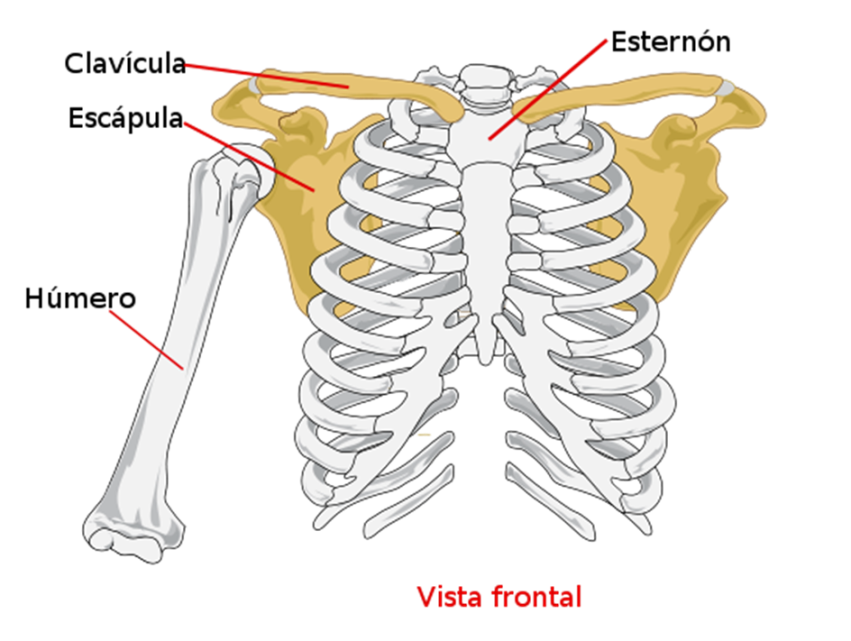 Esternón
Clavícula
Escápula
Húmero
Vista frontal